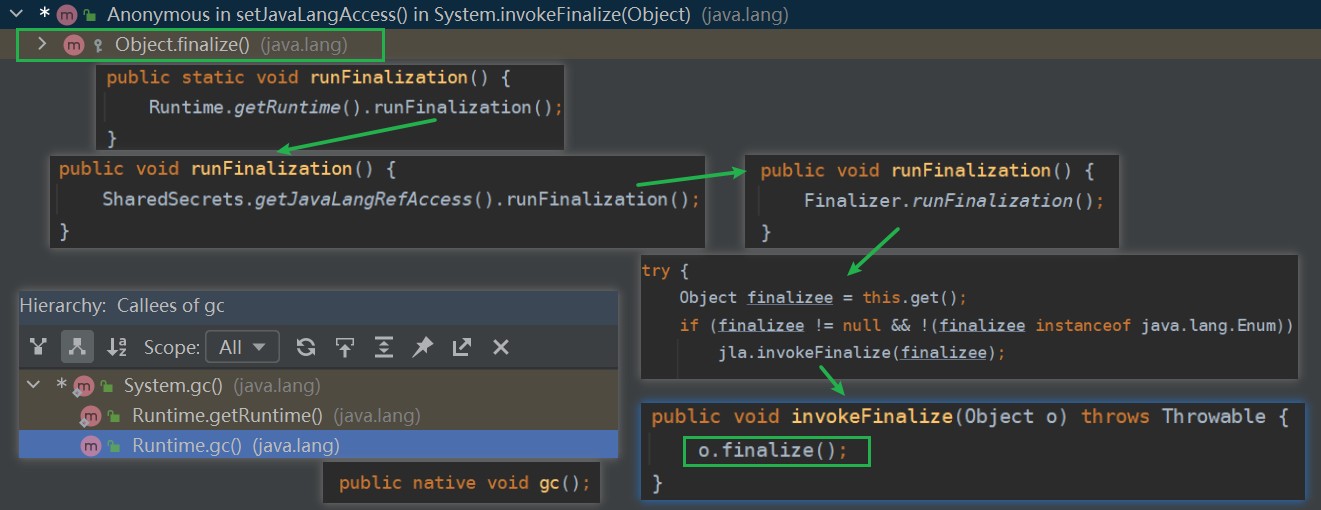 * m Anonymous in setJavaLangAccess() in System.invokeFinalize(Object) (java.lang)
m Object.finalize() (java.lang)
public static void runFinalization() {
Runtime.getRuntime().runFinalization();
}
public void runFinalization() {
SharedSecrets.getJavaLangRefAccess().runFinalization();
}
public void runFinalization() {
Finalizer.runFinalization();
}
try {
Object finalizee = this.get();
if (finalizee != null && !(finalizee instanceof java.lang.Enum))
jla.invokeFinalize(finalizee);
public void invokeFinalize(Object o) throws Throwable {
o.finalize();
}
Hierarchy: Callees of gc
Scope: All
* m System.gc() (java.lang)
m Runtime.getRuntime() (java.lang)
m Runtime.gc() (java.lang)
public native void gc();